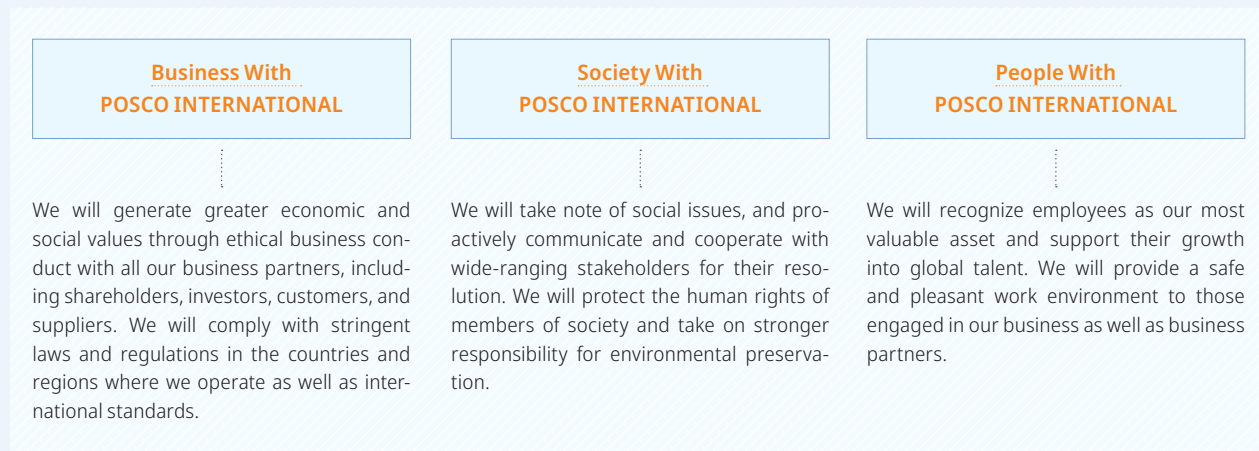 Business With
POSCO INTERNATIONAL
We will generate greater economic and
social values through ethical business con-
duct with all our business partners, includ-
ing shareholders, investors, customers, and
suppliers. We will comply with stringent
laws and regulations in the countries and
regions where we operate as well as inter-
national standards.
Society With
POSCO INTERNATIONAL
We will take note of social issues, and pro-
actively communicate and cooperate with
wide-ranging stakeholders for their reso-
lution. We will protect the human rights of
members of society and take on stronger
responsibility for environmental preserva-
tion.
People With
POSCO INTERNATIONAL
We will recognize employees as our most
valuable asset and support their growth
into global talent. We will provide a safe
and pleasant work environment to those
engaged in our business as well as business
partners.